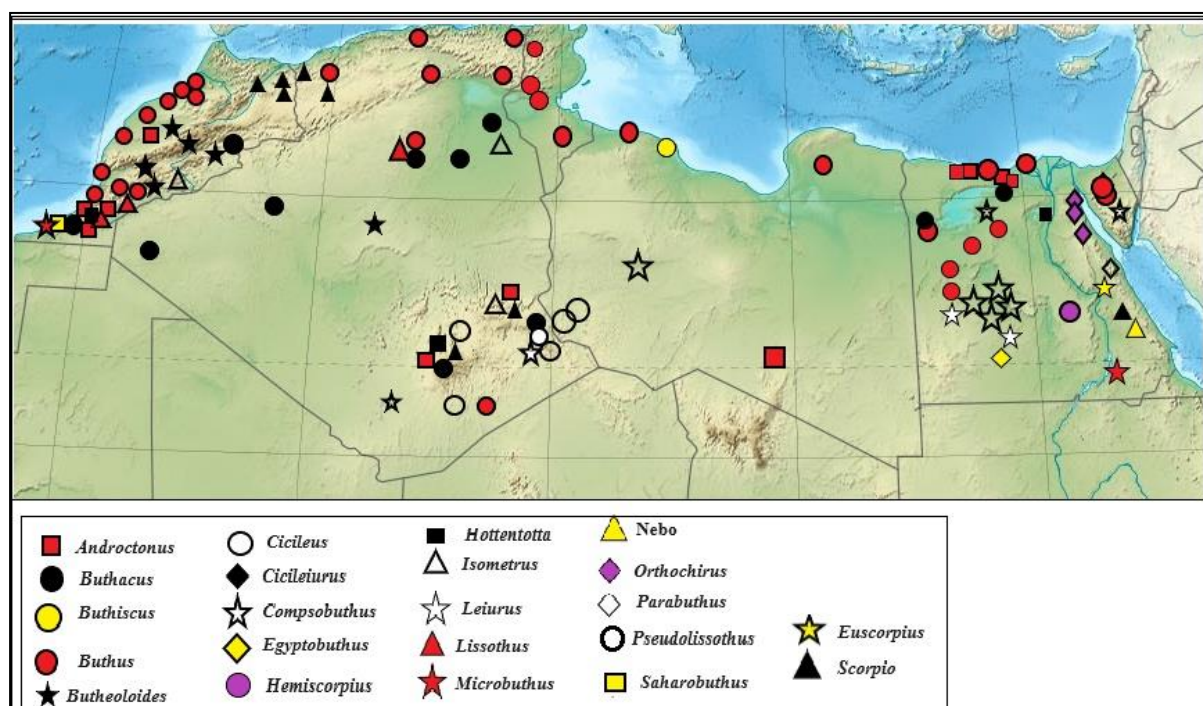 Androctonus
Buthacus
Buthiscus
Buthus
Butheoloides
Cicileus
Cicileiurus
Compsobuthus
Egyptobuthus
Hemiscorpius
Hottentotta
Isometrus
Leiurus
Lissothus
Microbuthus
Nebo
Orthochirus
Parabuthus
Pseudolissothus
Saharobuthus
Euscorpius
Scorpio